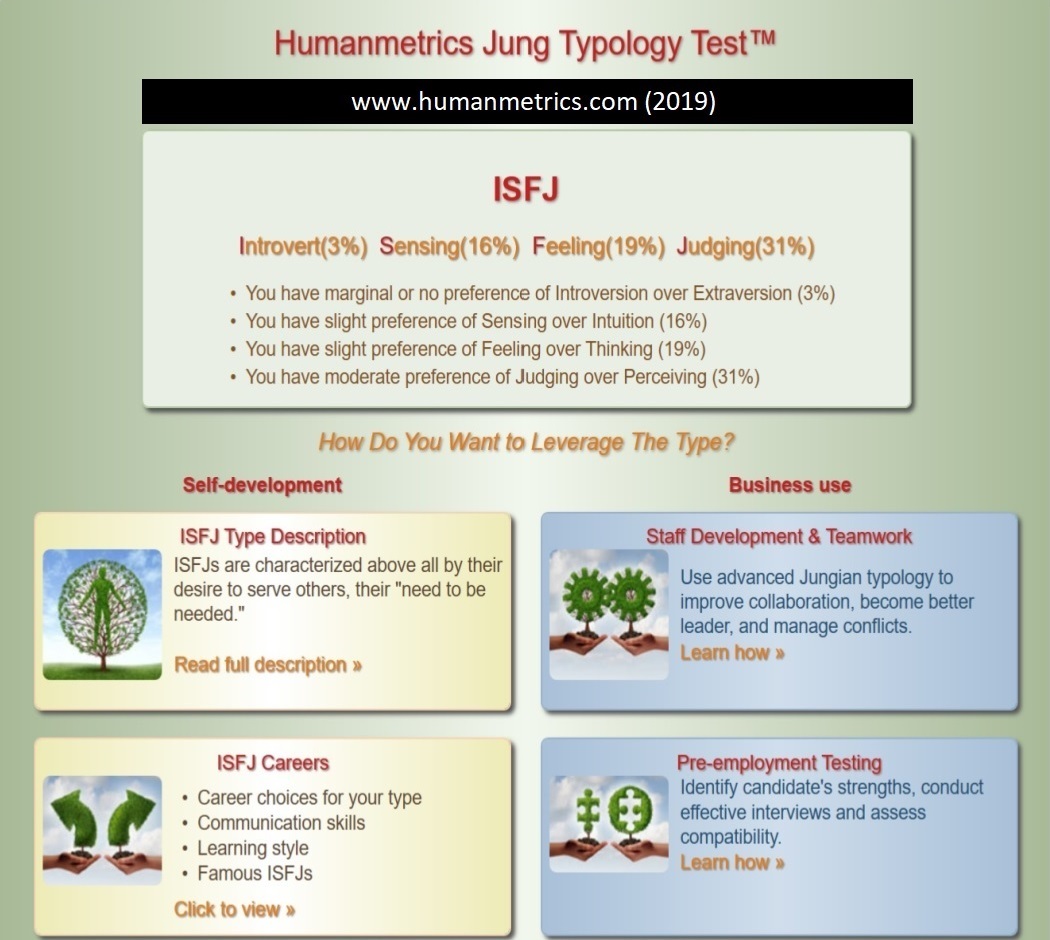 Humanmetrics Jung Typology Test™
www.humanmetrics.com (2019)
ISFJ
Introvert(3%) Sensing(16%) Feeling(19%) Judging(31%)
• You have marginal or no preference of Introversion over Extraversion (3%)
• You have slight preference of Sensing over Intuition (16%)
• You have slight preference of Feeling over Thinking (19%)
• You have moderate preference of Judging over Perceiving (31%)
How Do You Want to Leverage The Type?
Self-development
ISFJ Type Description
ISFJs are characterized above all by their
desire to serve others, their "need to be
needed."
Read full description »
ISFJ Careers
• Career choices for your type
• Communication skills
• Learning style
• Famous ISFJs
Click to view »
Business use
Staff Development & Teamwork
Use advanced Jungian typology to
improve collaboration, become better
leader, and manage conflicts.
Learn how »
Pre-employment Testing
Identify candidate's strengths, conduct
effective interviews and assess
compatibility.
Learn how »